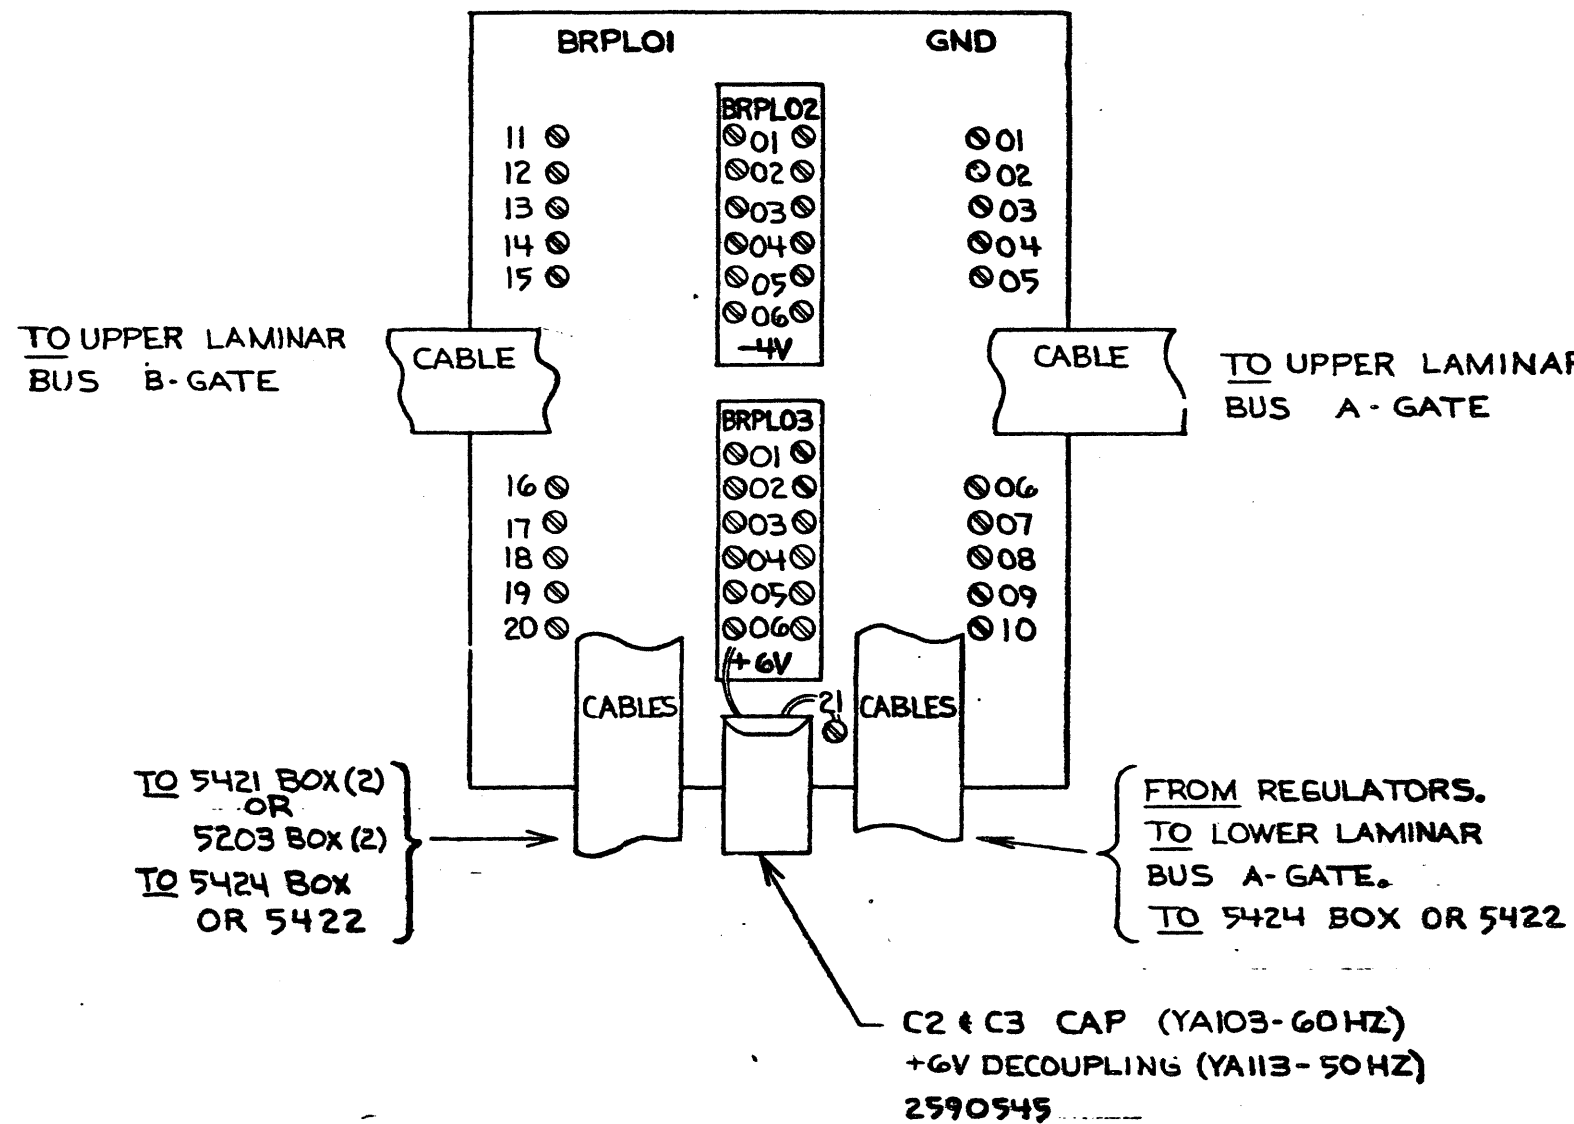 BRPL01 GND
BRPL02
11 01 01
12 02 02
13 03 03
14 04 04
15 05 05
06
-4V
TO UPPER LAMINAR
BUS B-GATE
CABLE
CABLE
TO UPPER LAMINAR
BUS A-GATE
BRPL03
01
16 02 06
17 03 07
18 04 08
19 05 09
20 06 10
+6V
CABLES
21
CABLES
TO 5421 BOX (2)
OR
5203 BOX (2)
TO 5424 BOX
OR 5422
FROM REGULATORS.
TO LOWER LAMINAR
BUS A-GATE.
TO 5424 BOX OR 5422
C2 & C3 CAP (YA103-60HZ)
+6V DECOUPLING (YA113-50HZ)
2590545